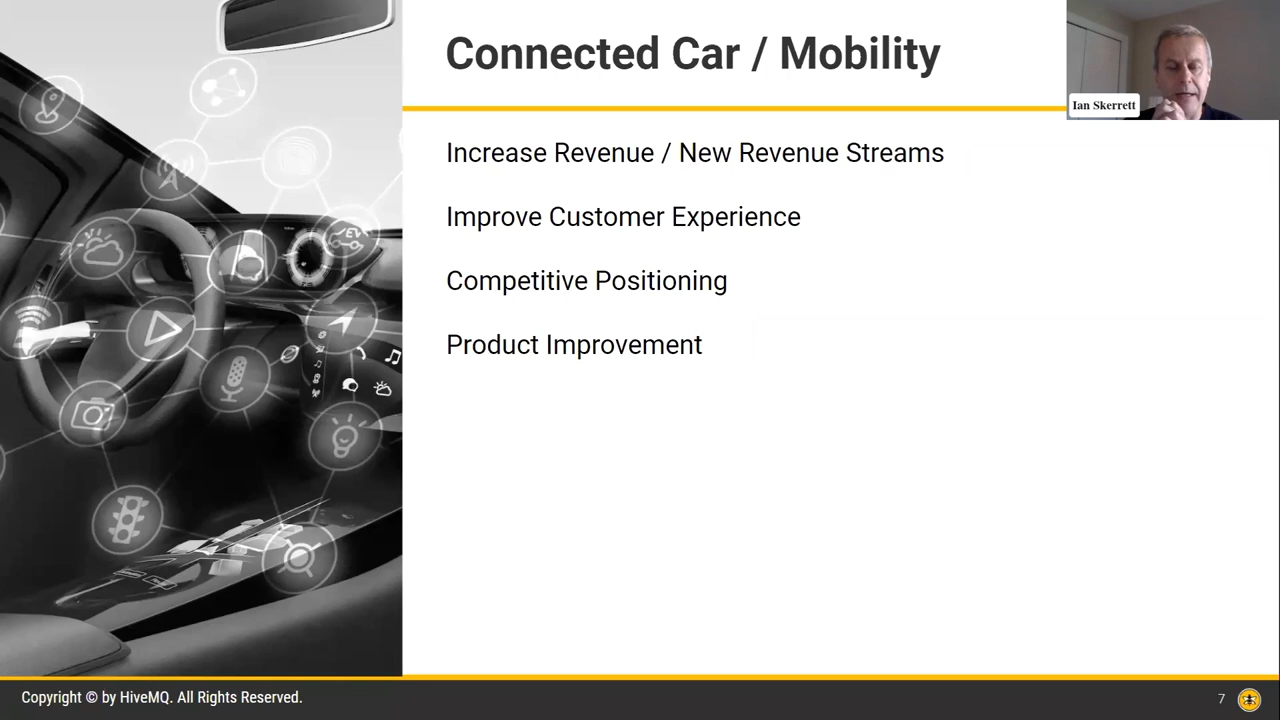 Connected Car / Mobility
Ian Skerrett
Increase Revenue / New Revenue Streams
Improve Customer Experience
Competitive Positioning
Product Improvement
EV
Copyright © by HiveMQ. All Rights Reserved.
7